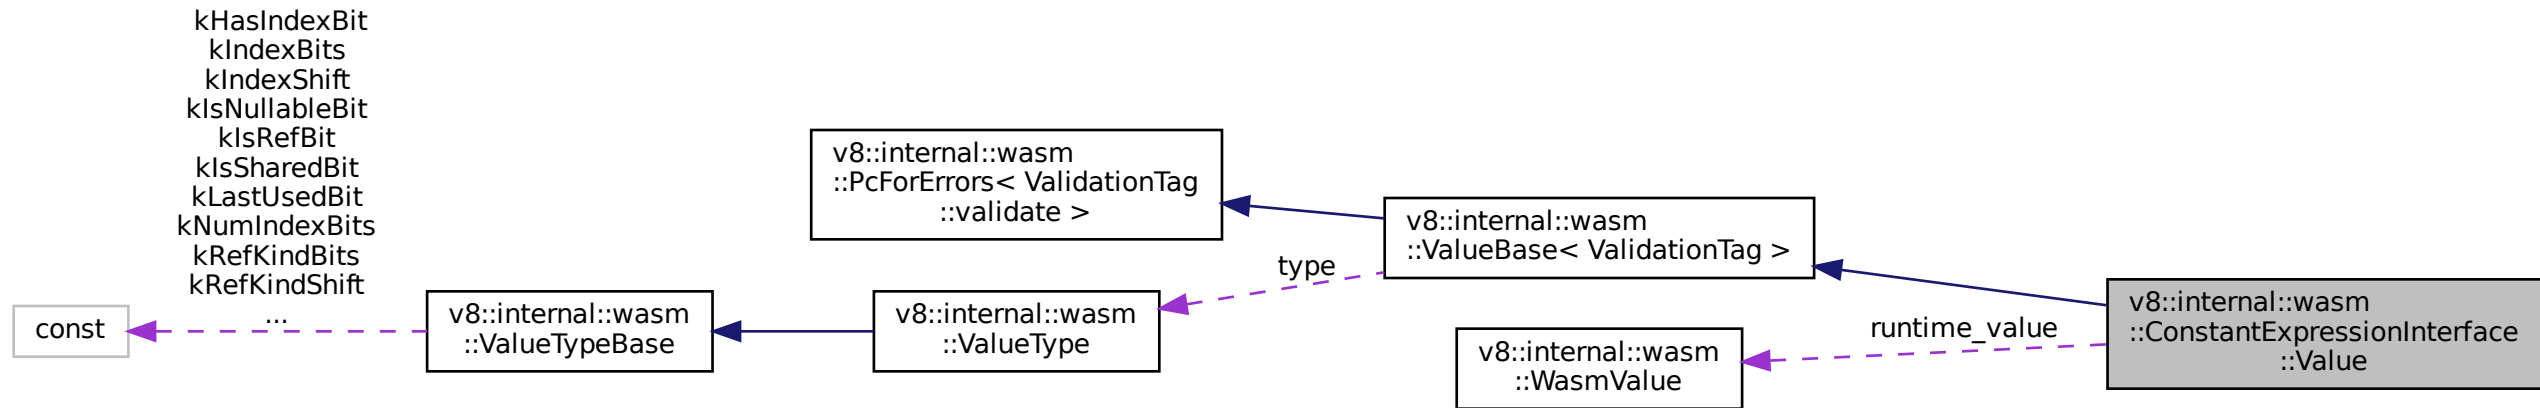 kHasIndexBit
kIndexBits
kIndexShift
kIsNullableBit
kIsRefBit
kIsSharedBit
kLastUsedBit
kNumIndexBits
kRefKindBits
kRefKindShift
...
const
v8::internal::wasm
::ValueTypeBase
v8::internal::wasm
::PcForErrors< ValidationTag
::validate >
v8::internal::wasm
::ValueType
type
v8::internal::wasm
::ValueBase< ValidationTag >
v8::internal::wasm
::WasmValue
runtime_value
v8::internal::wasm
::ConstantExpressionInterface
::Value